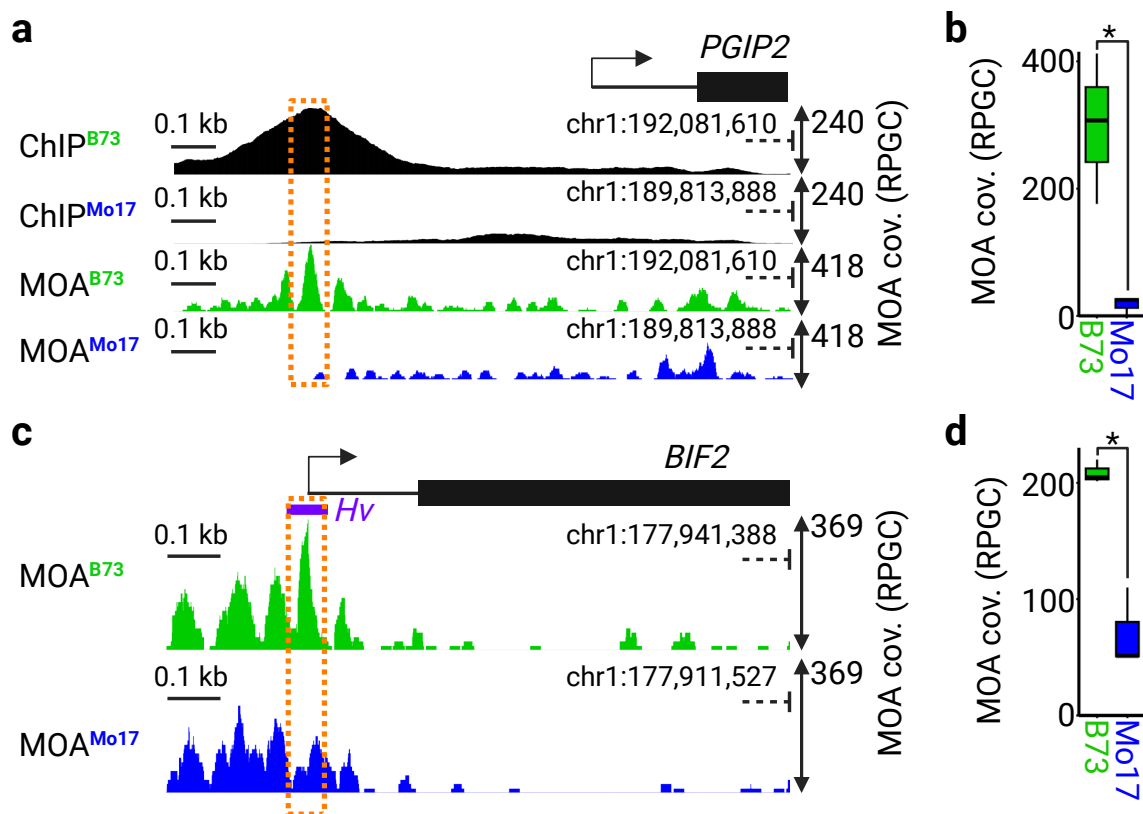 a
PGIP2
ChIP^B73
0.1 kb
chr1:192,081,610
240
ChIP^Mo17
0.1 kb
chr1:189,813,888
240
MOA^B73
0.1 kb
chr1:192,081,610
418
MOA^Mo17
0.1 kb
chr1:189,813,888
418
MOA cov. (RPGC)
b
MOA cov. (RPGC)
400
200
0
*
B73
Mo17
c
BIF2
Hv
MOA^B73
0.1 kb
chr1:177,941,388
369
MOA^Mo17
0.1 kb
chr1:177,911,527
369
MOA cov. (RPGC)
d
MOA cov. (RPGC)
200
100
0
*
B73
Mo17